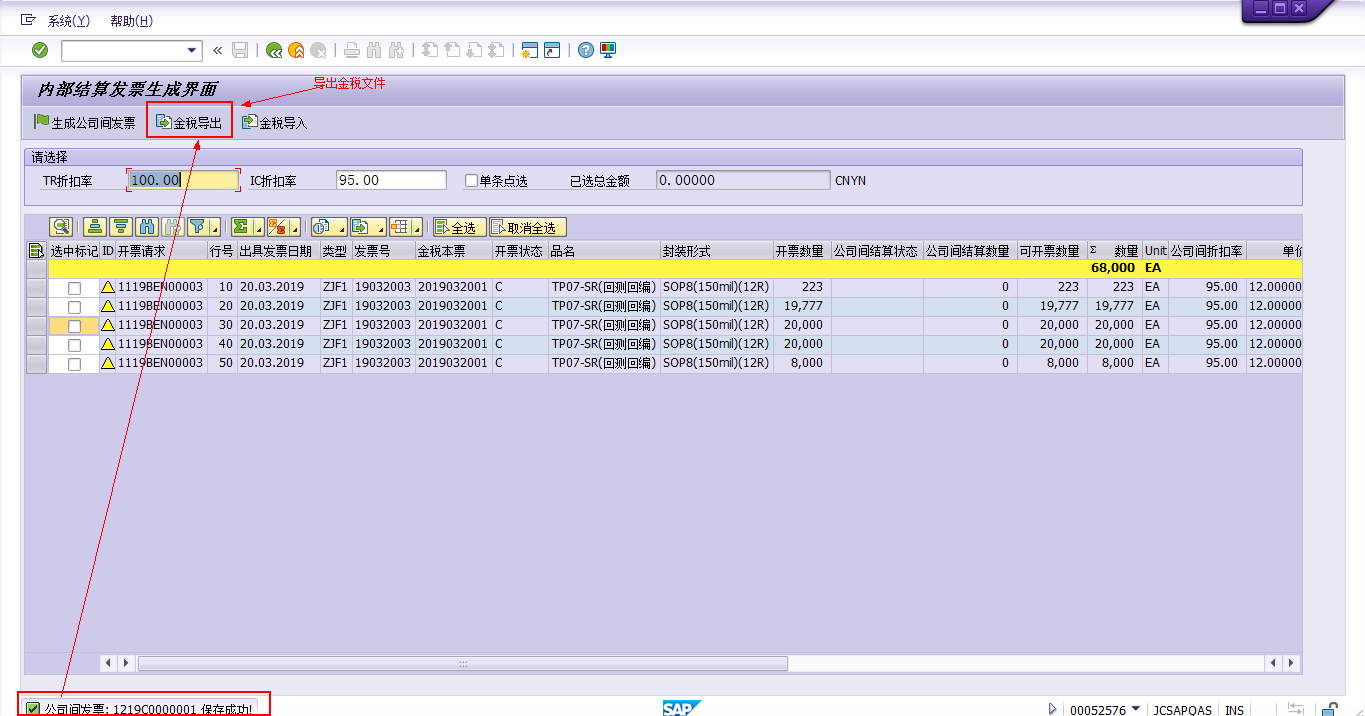 系统(Y) 帮助(H)
内部结算发票生成界面
导出金税文件
生成公司间发票 金税导出 金税导入
请选择
TR折扣率 100.00 IC折扣率 95.00 单条点选 已选总金额 0.00000 CNYN
全选 取消全选
选中标记 ID 开票请求 行号 出具发票日期 类型 发票号 金税本票 开票状态 品名 封装形式 开票数量 公司间结算状态 公司间结算数量 可开票数量 Σ 数量 Unit 公司间折扣率 单价
68,000 EA
1119BEN00003 10 20.03.2019 ZJF1 19032003 2019032001 C TP07-SR(回测回编) SOP8(150mil)(12R) 223 0 223 223 EA 95.00 12.00000
1119BEN00003 20 20.03.2019 ZJF1 19032003 2019032001 C TP07-SR(回测回编) SOP8(150mil)(12R) 19,777 0 19,777 19,777 EA 95.00 12.00000
1119BEN00003 30 20.03.2019 ZJF1 19032003 2019032001 C TP07-SR(回测回编) SOP8(150mil)(12R) 20,000 0 20,000 20,000 EA 95.00 12.00000
1119BEN00003 40 20.03.2019 ZJF1 19032003 2019032001 C TP07-SR(回测回编) SOP8(150mil)(12R) 20,000 0 20,000 20,000 EA 95.00 12.00000
1119BEN00003 50 20.03.2019 ZJF1 19032003 2019032001 C TP07-SR(回测回编) SOP8(150mil)(12R) 8,000 0 8,000 8,000 EA 95.00 12.00000
公司间发票: 1219C0000001 保存成功! SAP 00052576 JCSAPQAS INS